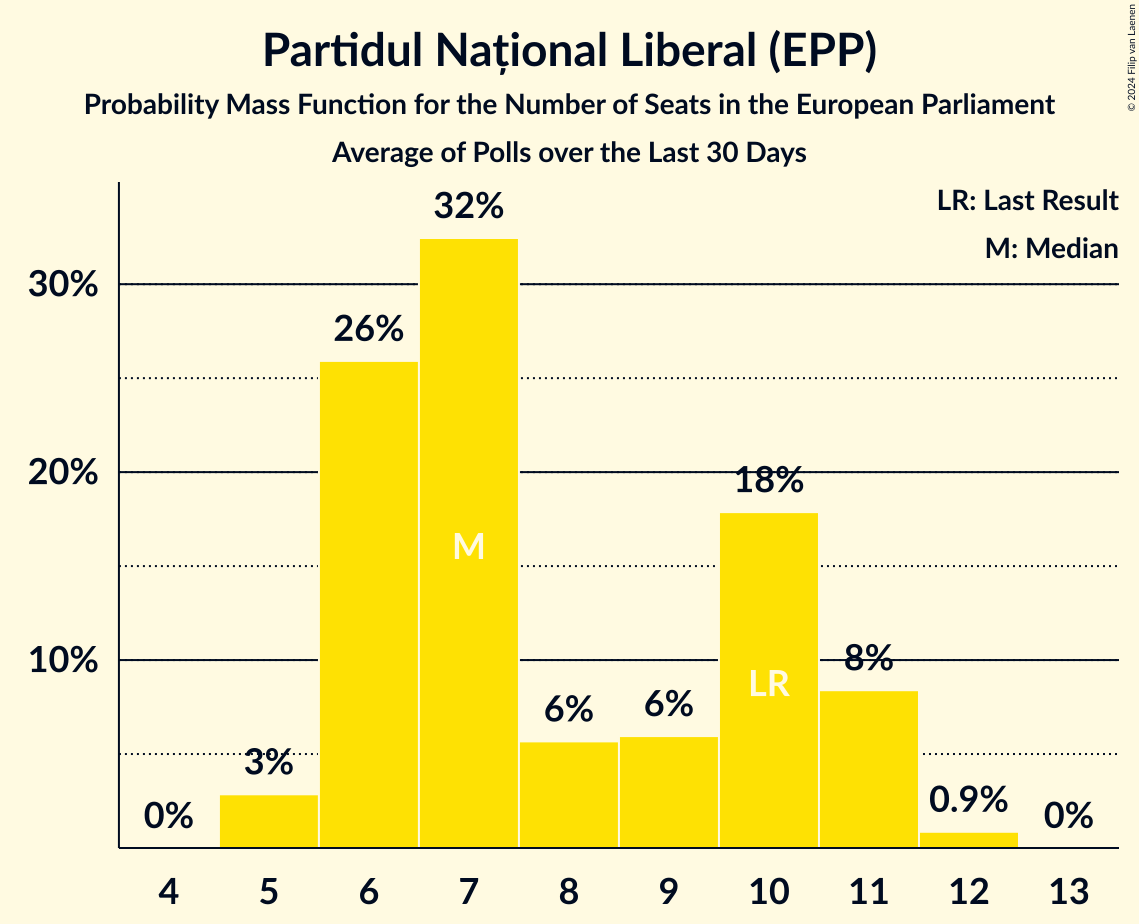 Partidul Național Liberal (EPP)
Probability Mass Function for the Number of Seats in the European Parliament
Average of Polls over the Last 30 Days
© 2024 Filip van Laenen
LR: Last Result
M: Median
30%
20%
10%
0%
3%
26%
32%
6%
6%
18%
8%
0.9%
0%
M
LR
4 5 6 7 8 9 10 11 12 13